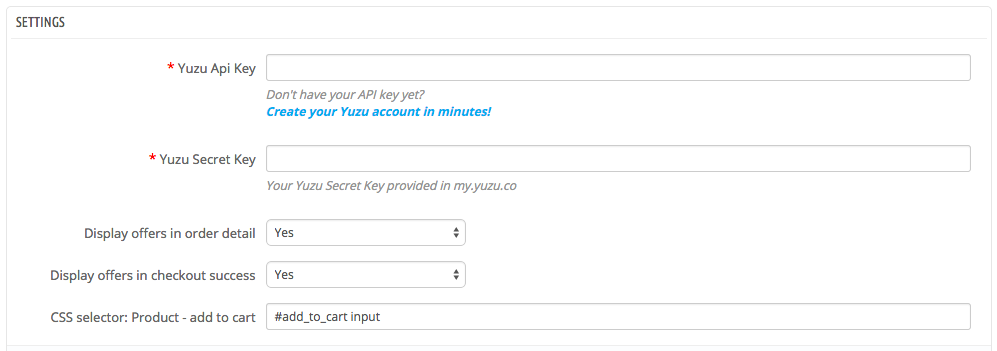 SETTINGS
* Yuzu Api Key
Don't have your API key yet?
Create your Yuzu account in minutes!
* Yuzu Secret Key
Your Yuzu Secret Key provided in my.yuzu.co
Display offers in order detail Yes
Display offers in checkout success Yes
CSS selector: Product - add to cart #add_to_cart input